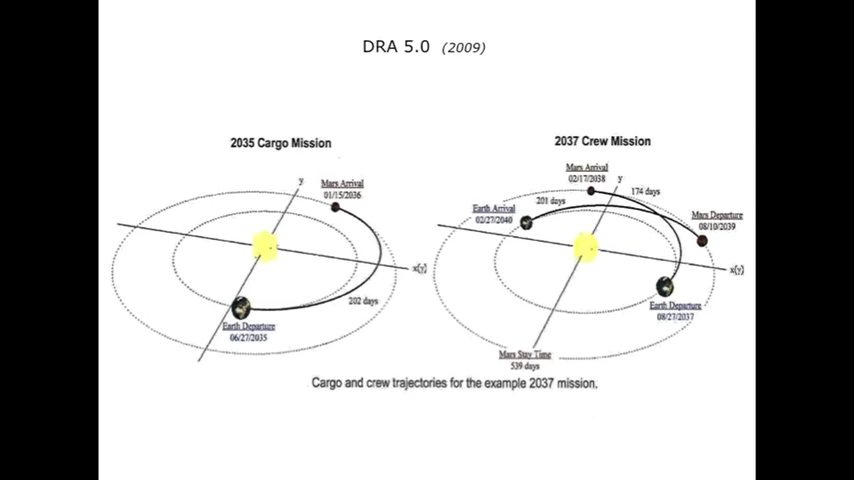 DRA 5.0 (2009)
2035 Cargo Mission
y
Mars Arrival
01/15/2036
x(γ)
202 days
Earth Departure
06/27/2035
2037 Crew Mission
Mars Arrival
02/17/2038
y
174 days
201 days
Earth Arrival
02/27/2040
Mars Departure
08/10/2039
x(γ)
Earth Departure
08/27/2037
Mars Stay Time
539 days
Cargo and crew trajectories for the example 2037 mission.